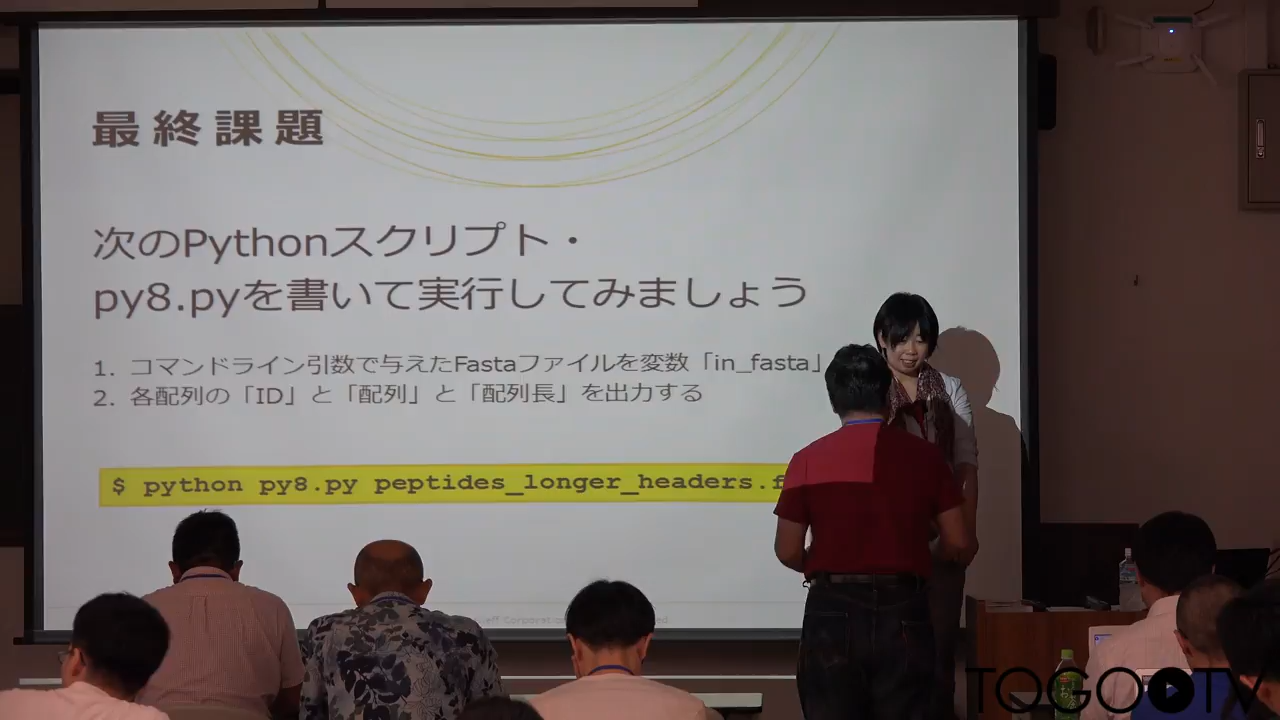 最終課題
次のPythonスクリプト・
py8.pyを書いて実行してみましょう
1. コマンドライン引数で与えたFastaファイルを変数「in_fasta」
2. 各配列の「ID」と「配列」と「配列長」を出力する
$ python py8.py peptides_longer_headers.f
TOGOTV